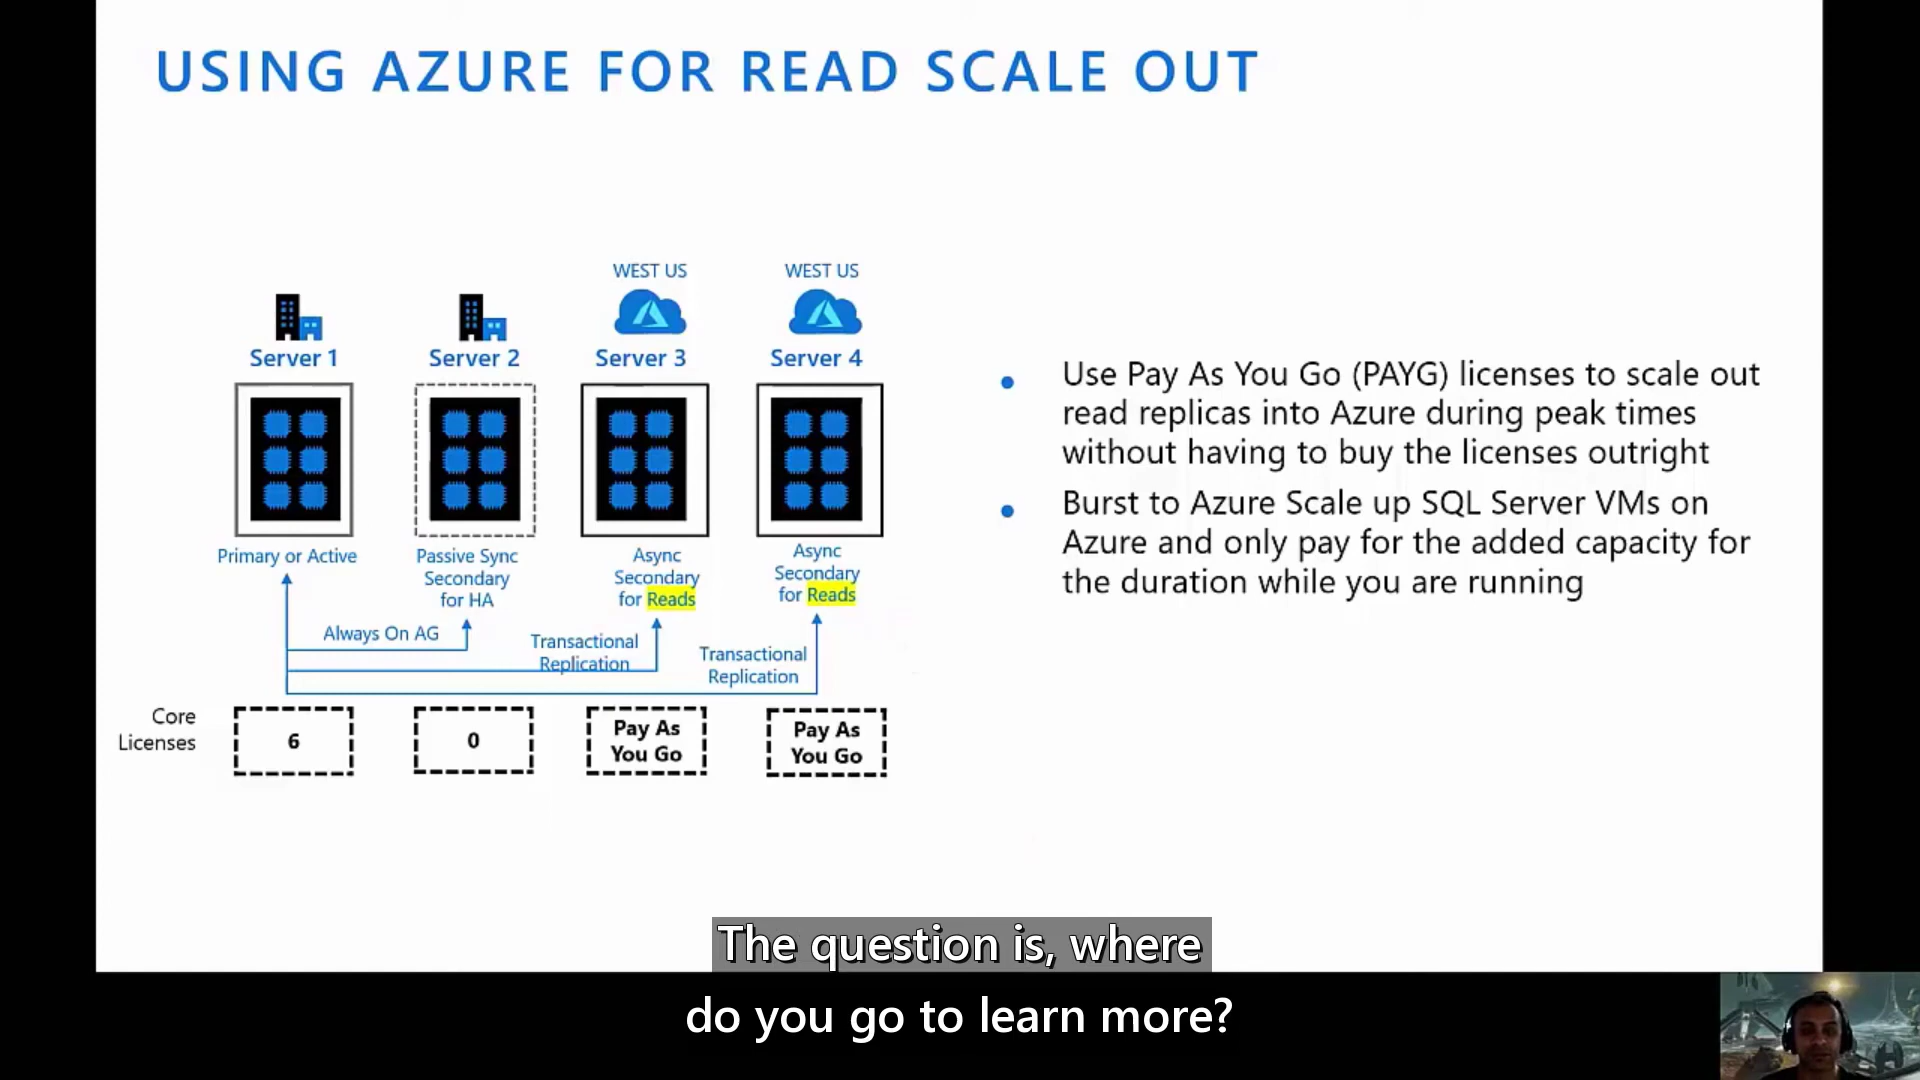 USING AZURE FOR READ SCALE OUT
WEST US
WEST US
Server 1
Server 2
Server 3
Server 4
Primary or Active
Passive Sync
Secondary
for HA
Async
Secondary
for Reads
Async
Secondary
for Reads
Always On AG
Transactional
Replication
Transactional
Replication
Core
Licenses
6
0
Pay As
You Go
Pay As
You Go
Use Pay As You Go (PAYG) licenses to scale out
read replicas into Azure during peak times
without having to buy the licenses outright
Burst to Azure Scale up SQL Server VMs on
Azure and only pay for the added capacity for
the duration while you are running
The question is, where
do you go to learn more?